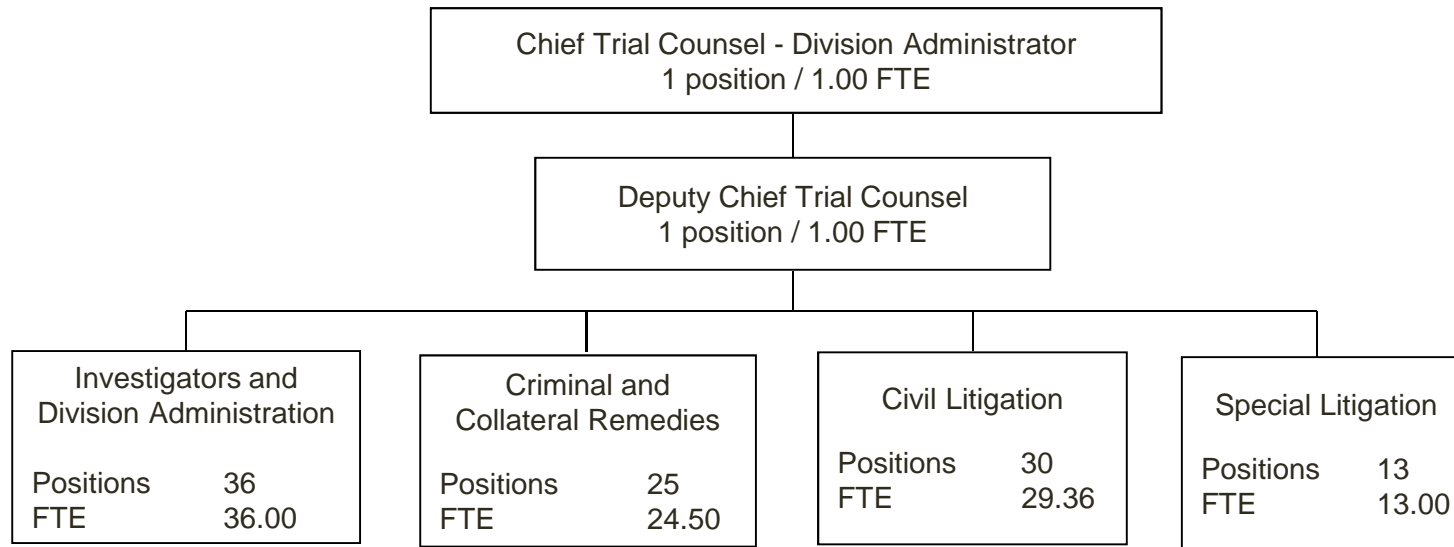 Chief Trial Counsel - Division Administrator
1 position / 1.00 FTE
Deputy Chief Trial Counsel
1 position / 1.00 FTE
Investigators and
Division Administration
Positions 36
FTE 36.00
Criminal and
Collateral Remedies
Positions 25
FTE 24.50
Civil Litigation
Positions 30
FTE 29.36
Special Litigation
Positions 13
FTE 13.00